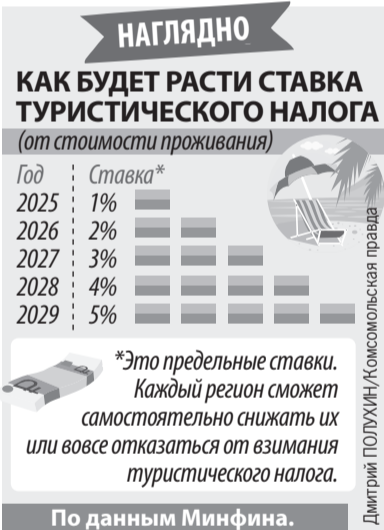 НАГЛЯДНО
КАК БУДЕТ РАСТИ СТАВКА
ТУРИСТИЧЕСКОГО НАЛОГА
(от стоимости проживания)
Год Ставка*
2025 1%
2026 2%
2027 3%
2028 4%
2029 5%
*Это предельные ставки.
Каждый регион сможет
самостоятельно снижать их
или вовсе отказаться от взимания
туристического налога.
По данным Минфина.
Дмитрий ПОЛУХИН/Комсомольская правда